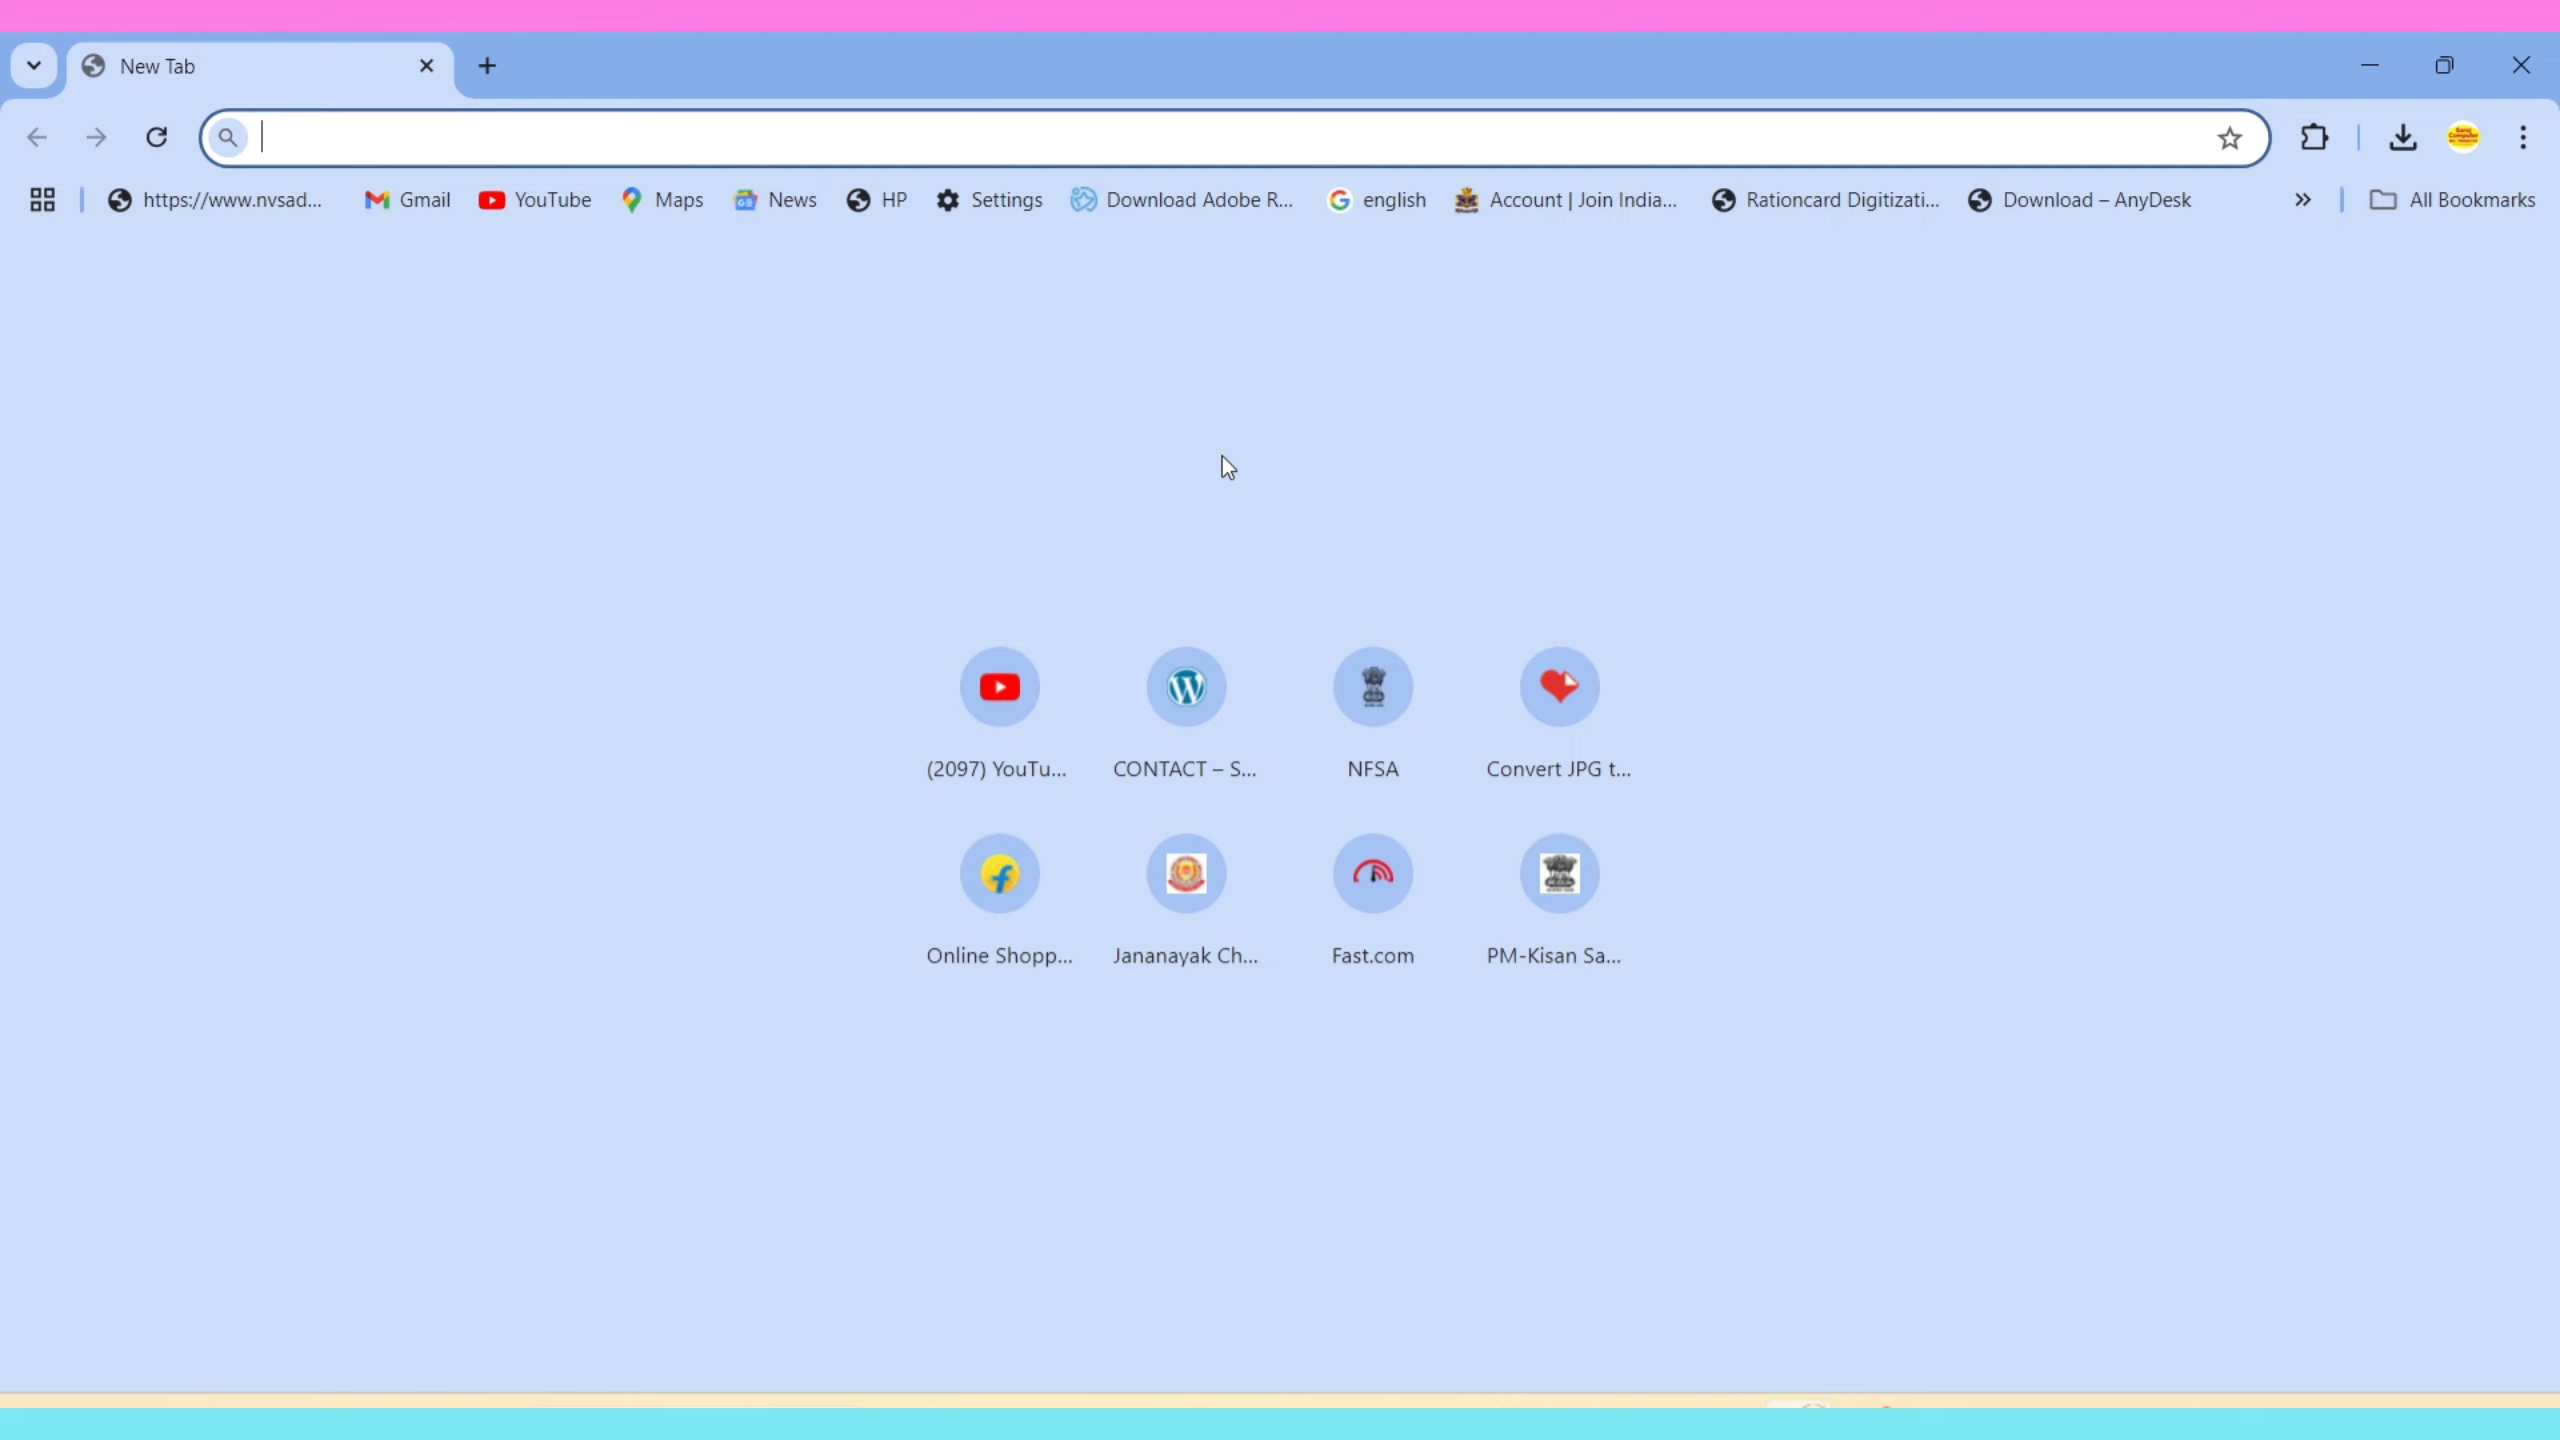 New Tab
https://www.nvsad... Gmail YouTube Maps News HP Settings Download Adobe R... english Account | Join India... Rationcard Digitizati... Download – AnyDesk » All Bookmarks
(2097) YouTu... CONTACT – S... NFSA Convert JPG t...
Online Shopp... Jananayak Ch... Fast.com PM-Kisan Sa...